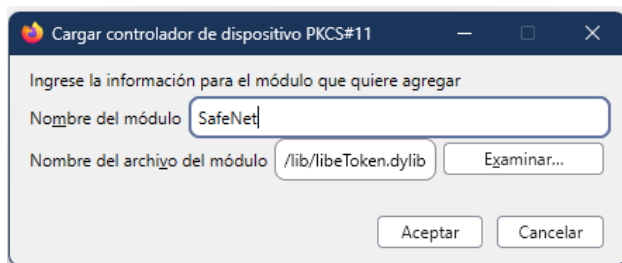 Cargar controlador de dispositivo PKCS#11
Ingrese la información para el módulo que quiere agregar
Nombre del módulo SafeNet
Nombre del archivo del módulo /lib/libeToken.dylib Examinar...
Aceptar Cancelar